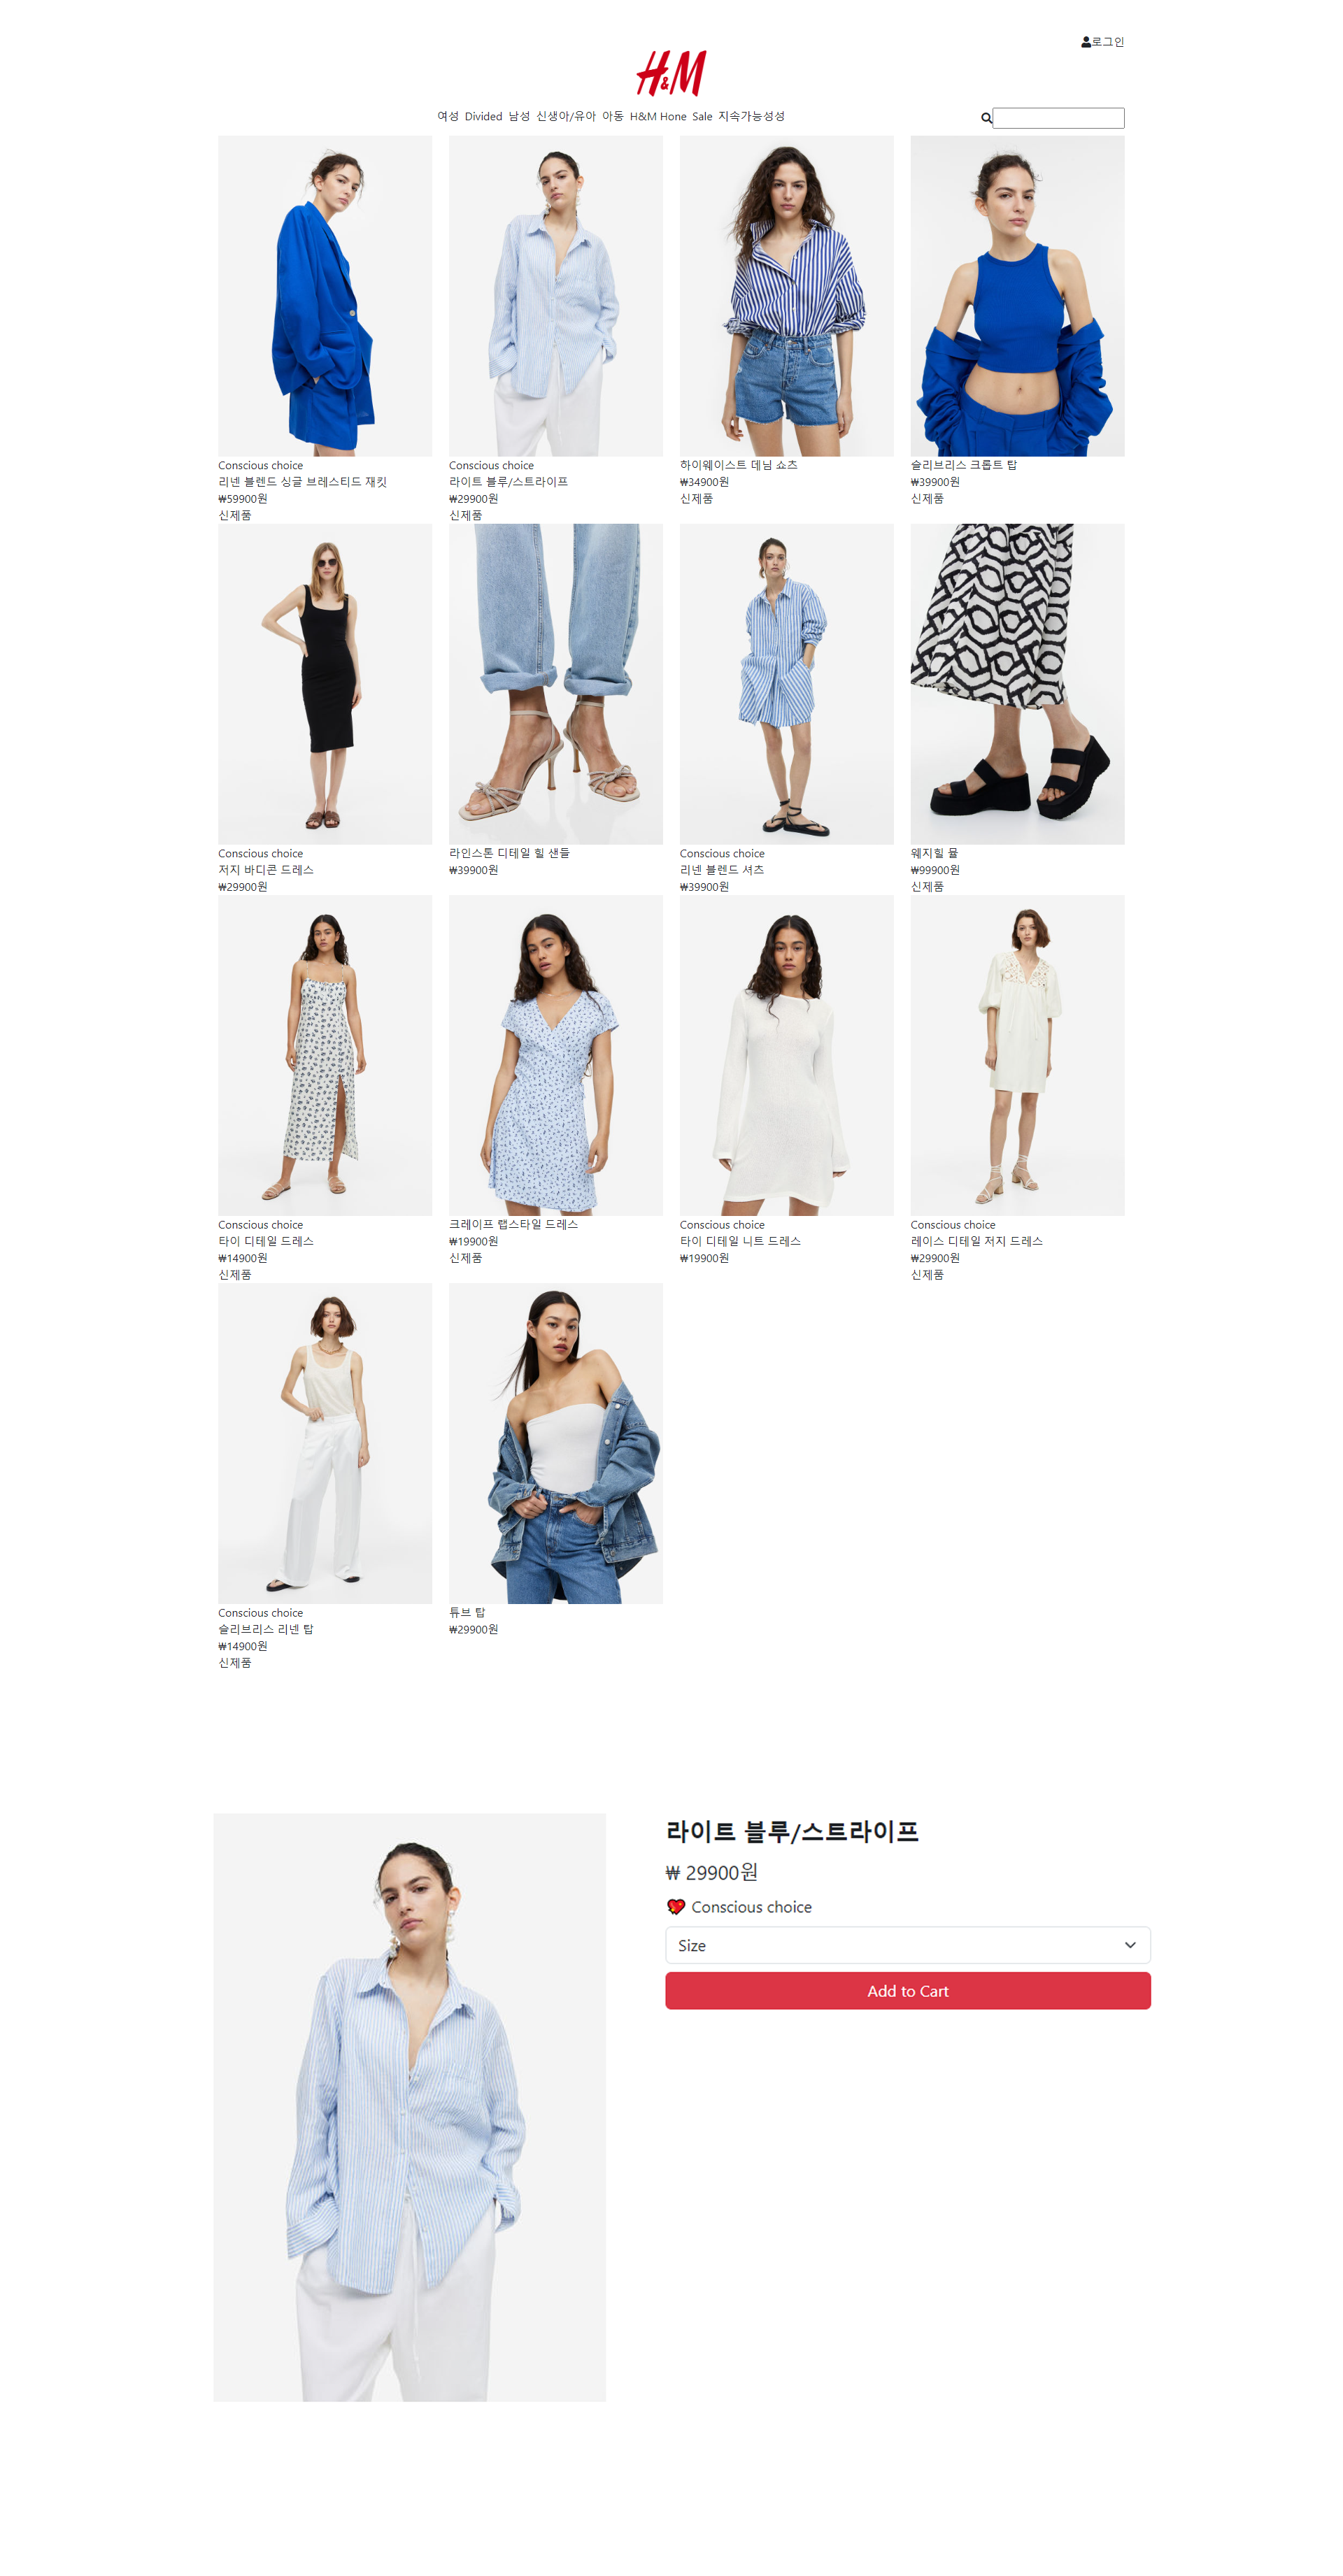 로그인
H&M
여성 Divided 남성 신생아/유아 아동 H&M Hone Sale 지속가능성성
Conscious choice
리넨 블렌드 싱글 브레스티드 재킷
₩59900원
신제품
Conscious choice
라이트 블루/스트라이프
₩29900원
신제품
하이웨이스트 데님 쇼츠
₩34900원
신제품
슬리브리스 크롭트 탑
₩39900원
신제품
Conscious choice
저지 바디콘 드레스
₩29900원
라인스톤 디테일 힐 샌들
₩39900원
Conscious choice
리넨 블렌드 셔츠
₩39900원
웨지힐 뮬
₩99900원
신제품
Conscious choice
타이 디테일 드레스
₩14900원
신제품
크레이프 랩스타일 드레스
₩19900원
신제품
Conscious choice
타이 디테일 니트 드레스
₩19900원
Conscious choice
레이스 디테일 저지 드레스
₩29900원
신제품
Conscious choice
슬리브리스 리넨 탑
₩14900원
신제품
튜브 탑
₩29900원
라이트 블루/스트라이프
₩ 29900원
Conscious choice
Size
Add to Cart